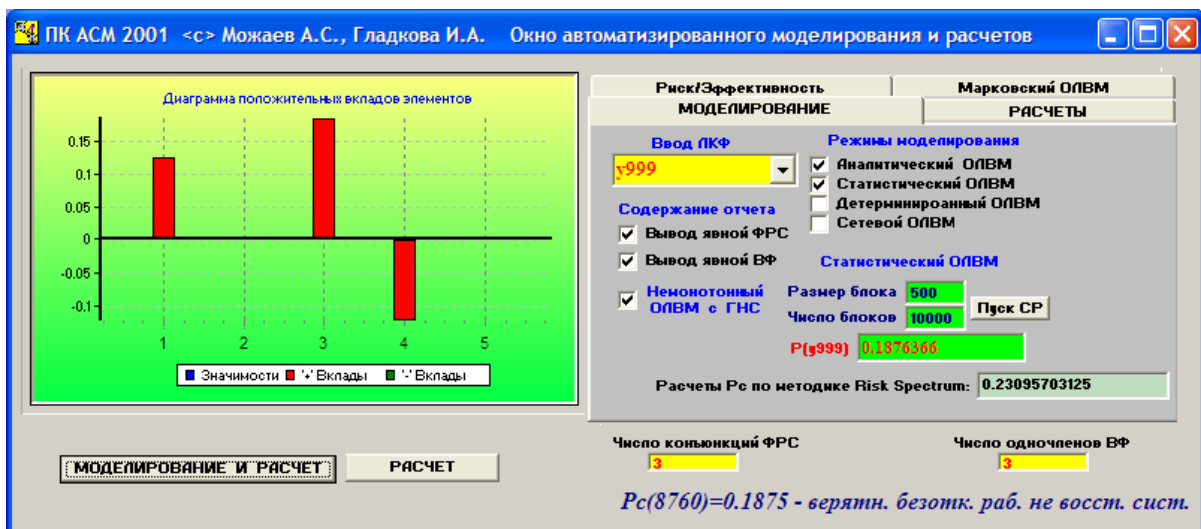 ПК АСМ 2001 <c> Можаев А.С., Гладкова И.А. Окно автоматизированного моделирования и расчетов
Диаграмма положительных вкладов элементов
0.15
0.1
0.05
0
-0.05
-0.1
1 2 3 4 5
Значимости '+' Вклады '-' Вклады
МОДЕЛИРОВАНИЕ И РАСЧЕТ
РАСЧЕТ
Риск/Эффективность
Марковский ОЛВМ
МОДЕЛИРОВАНИЕ
РАСЧЕТЫ
Ввод ЛКФ
y999
Режимы моделирования
Аналитический ОЛВМ
Статистический ОЛВМ
Детерминироанный ОЛВМ
Сетевой ОЛВМ
Содержание отчета
Вывод явной ФРС
Вывод явной ВФ
Немонотонный
ОЛВМ с ГНС
Статистический ОЛВМ
Размер блока 500
Число блоков 10000
Пуск СР
P(y999) 0.1876366
Расчеты Рс по методике Risk Spectrum: 0.23095703125
Число конъюнкций ФРС
3
Число одночленов ВФ
3
Pc(8760)=0.1875 - верятн. безотк. раб. не восст. сист.